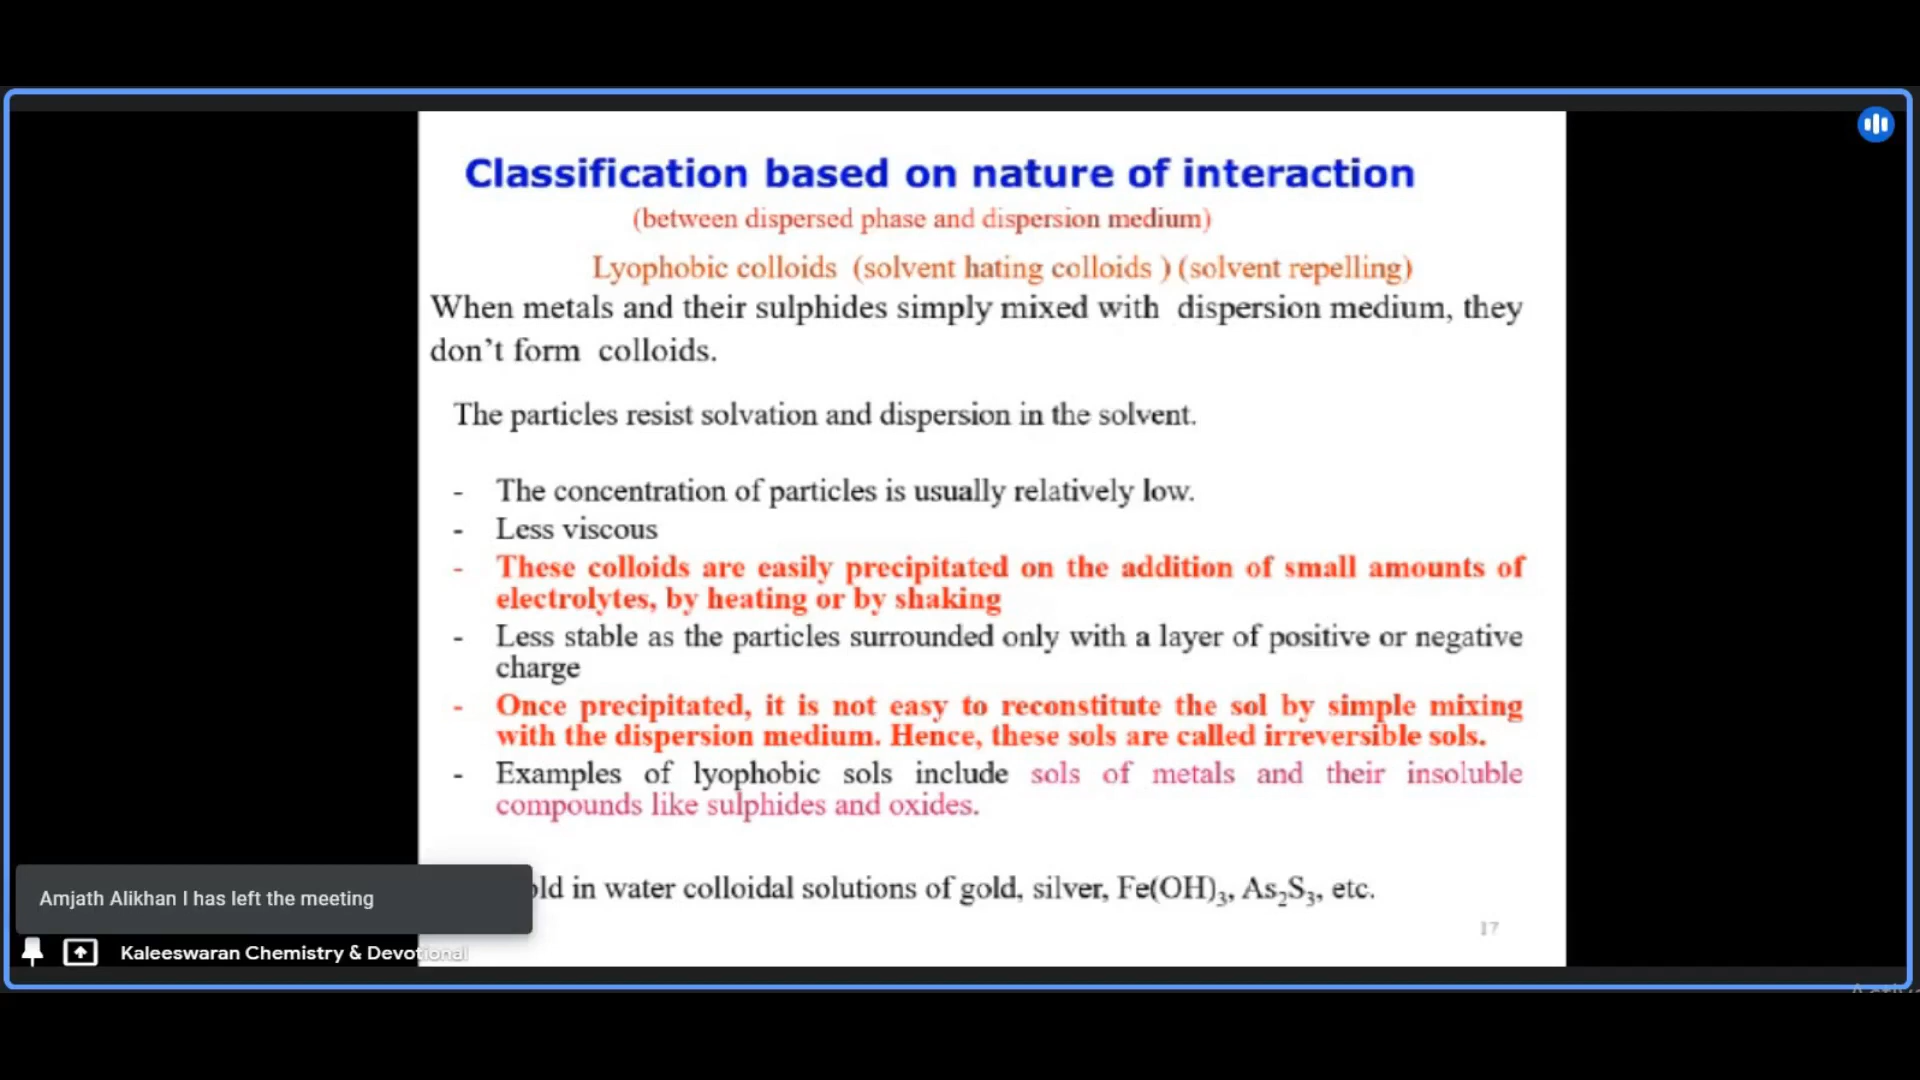 Classification based on nature of interaction
(between dispersed phase and dispersion medium)
Lyophobic colloids (solvent hating colloids ) (solvent repelling)
When metals and their sulphides simply mixed with dispersion medium, they
don't form colloids.
The particles resist solvation and dispersion in the solvent.
- The concentration of particles is usually relatively low.
- Less viscous
- These colloids are easily precipitated on the addition of small amounts of
electrolytes, by heating or by shaking
- Less stable as the particles surrounded only with a layer of positive or negative
charge
- Once precipitated, it is not easy to reconstitute the sol by simple mixing
with the dispersion medium. Hence, these sols are called irreversible sols.
- Examples of lyophobic sols include sols of metals and their insoluble
compounds like sulphides and oxides.
in water colloidal solutions of gold, silver, Fe(OH)₃, As₂S₃, etc.
17
Amjath Alikhan I has left the meeting
Kaleeswaran Chemistry & Devotional